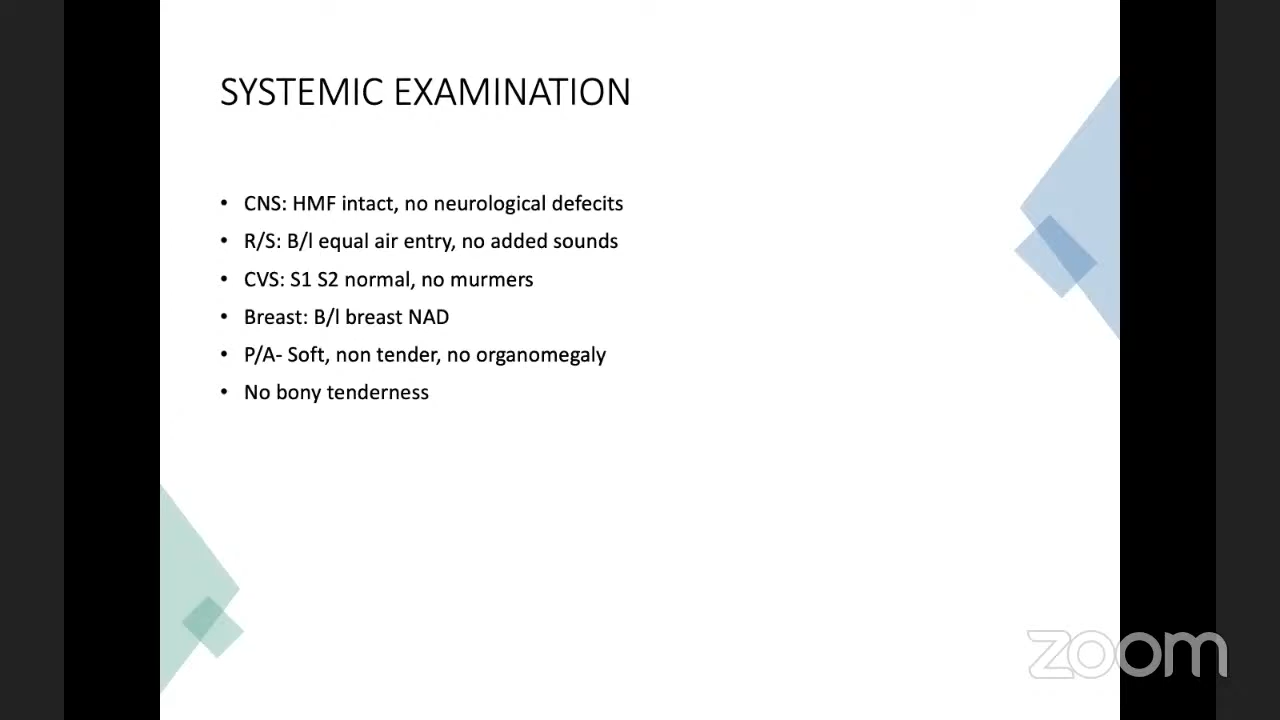 SYSTEMIC EXAMINATION
• CNS: HMF intact, no neurological defecits
• R/S: B/l equal air entry, no added sounds
• CVS: S1 S2 normal, no murmers
• Breast: B/l breast NAD
• P/A- Soft, non tender, no organomegaly
• No bony tenderness
zoom